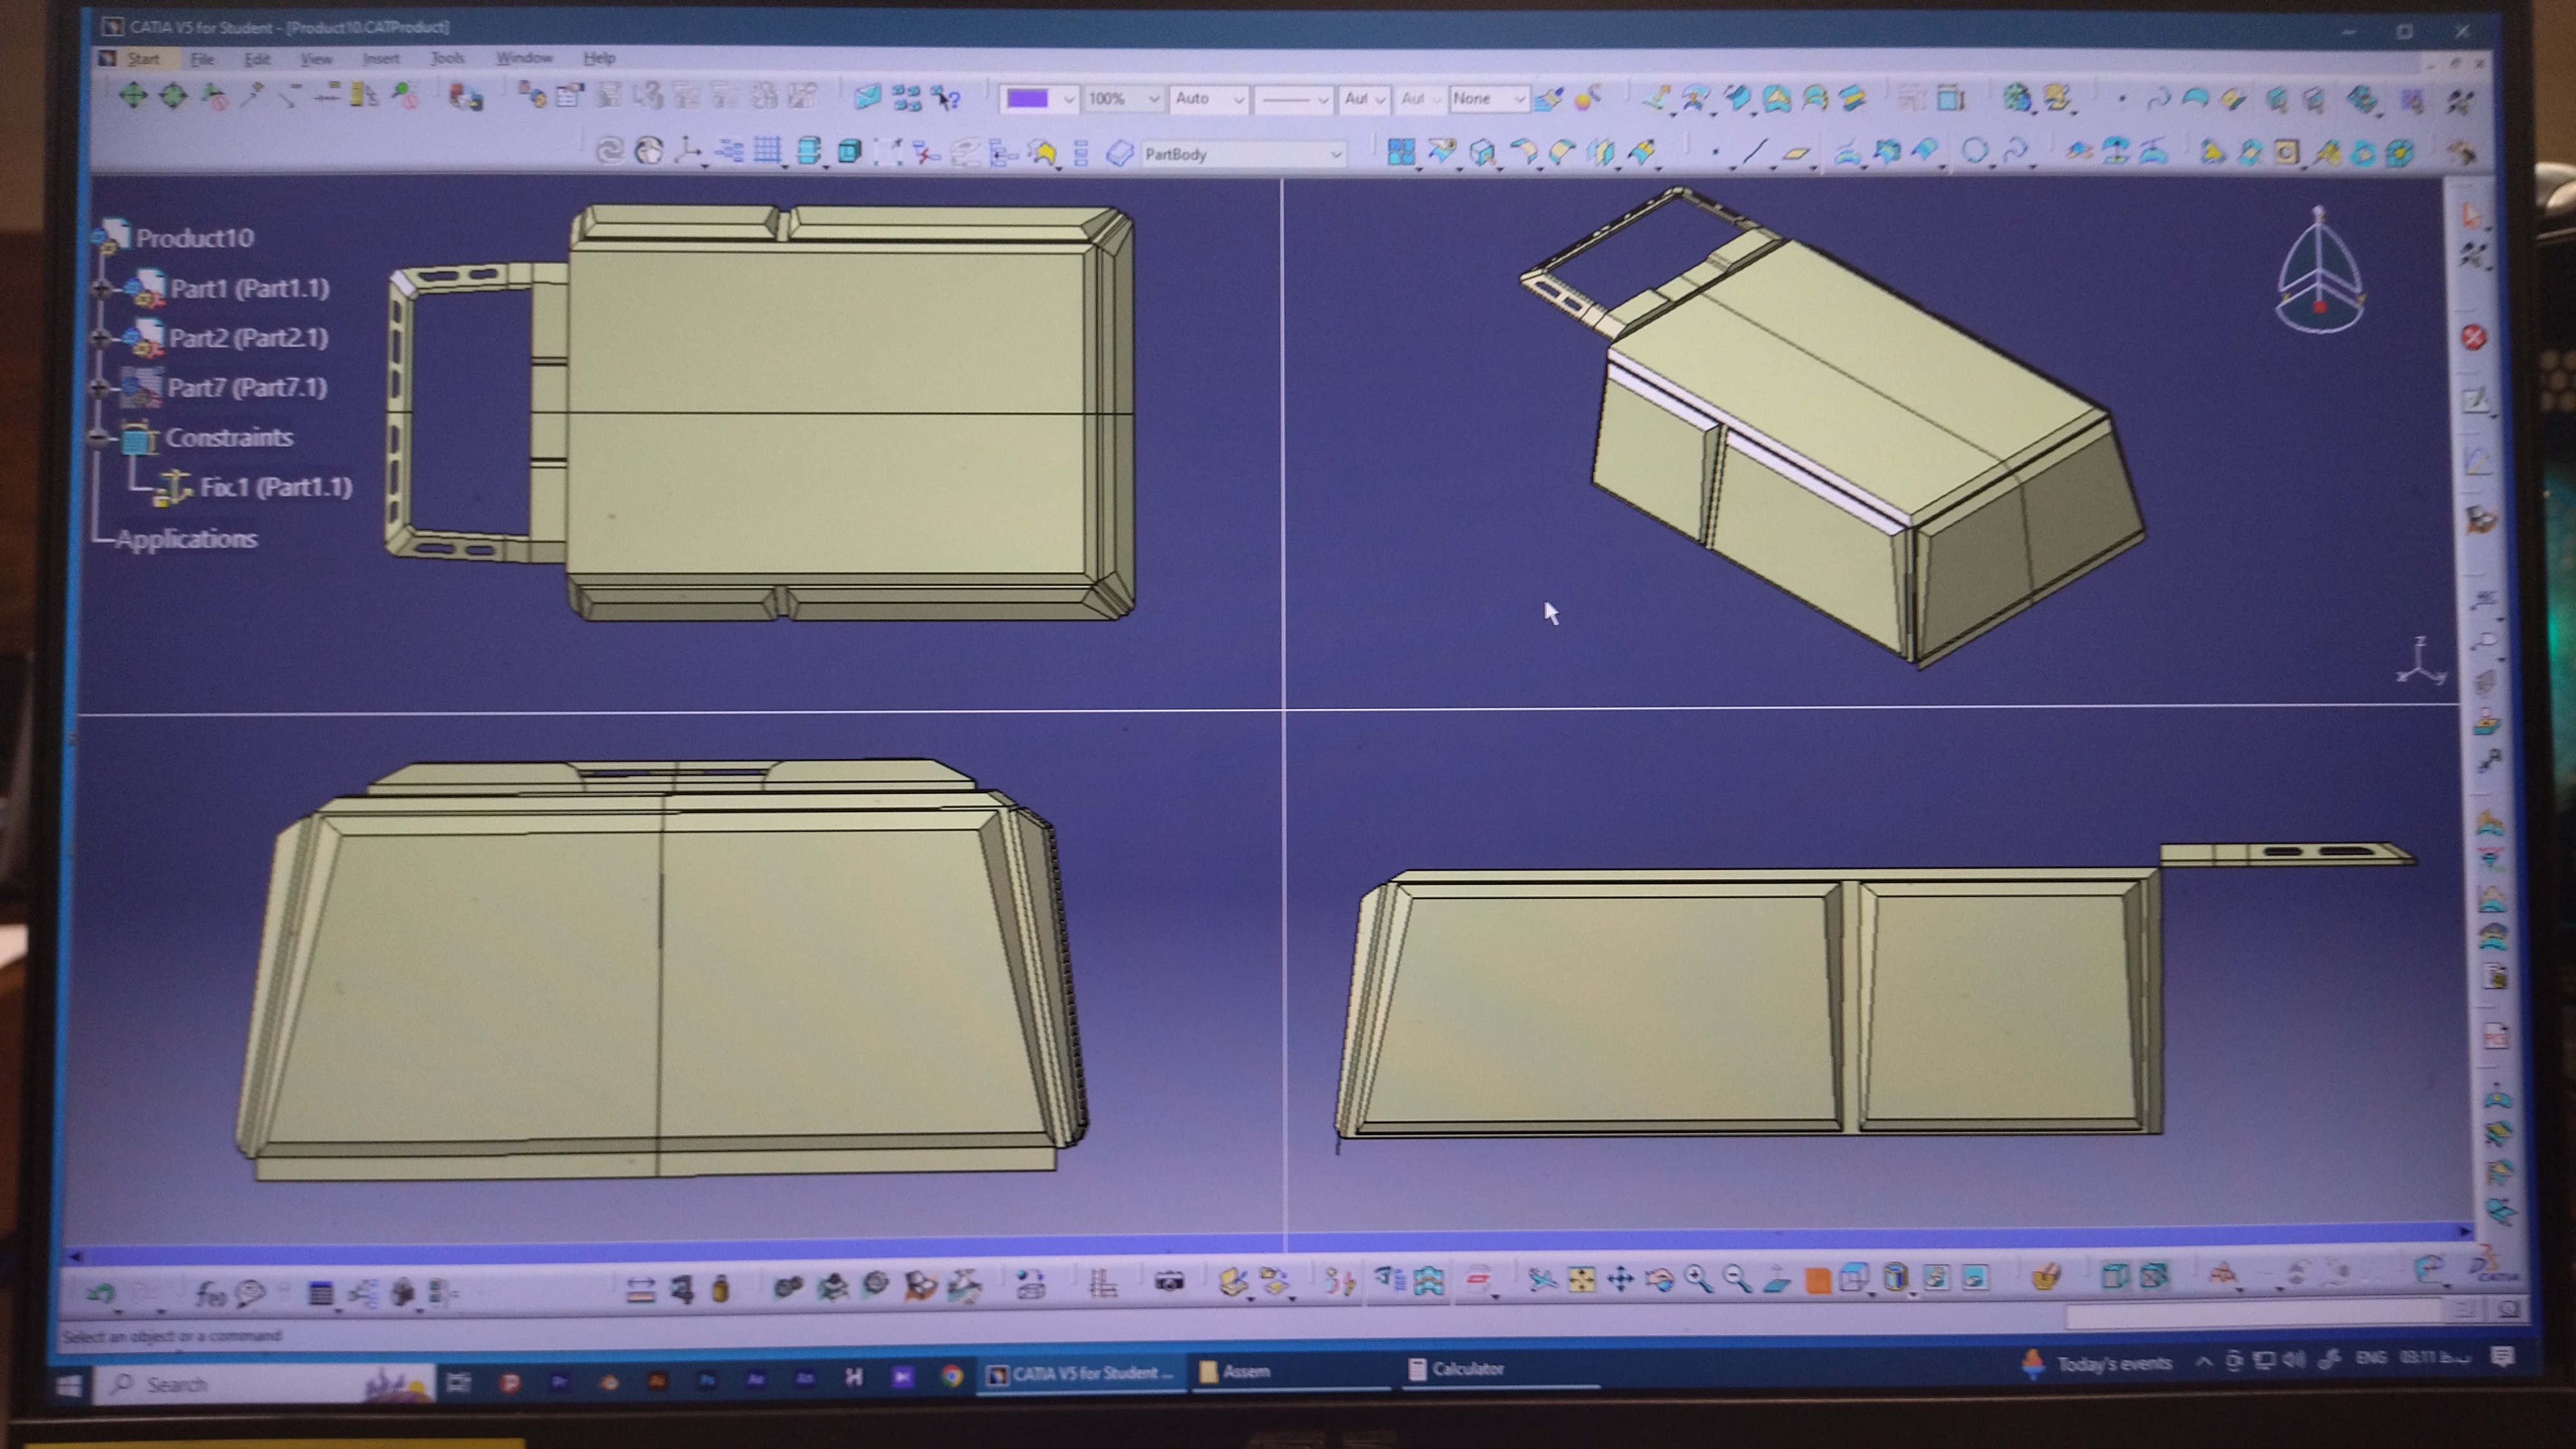 CATIA V5 for Student - [Product10.CATProduct]
Start File Edit View Insert Tools Window Help
100% Auto Aut Aut None
PartBody
Product10
Part1 (Part1.1)
Part2 (Part2.1)
Part7 (Part7.1)
Constraints
Fix.1 (Part1.1)
Applications
z
x y
CATIA
Select an object or a command
Search
CATIA V5 for Student ...
Assem
Calculator
Today's events
ENG